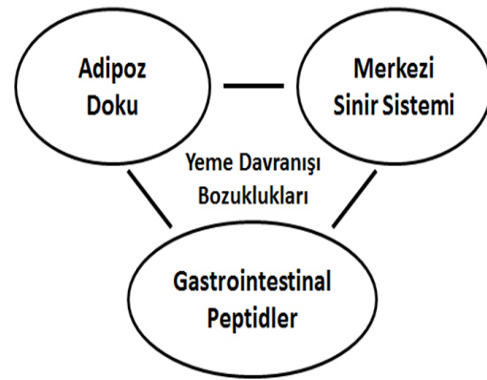 Adipoz
Doku
Merkezi
Sinir Sistemi
Yeme Davranışı
Bozuklukları
Gastrointestinal
Peptidler